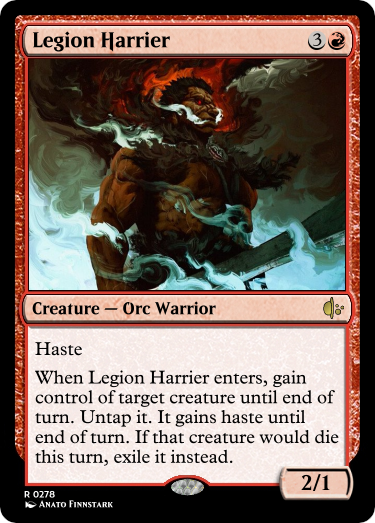 Legion Harrier
3
Creature — Orc Warrior
Haste
When Legion Harrier enters, gain
control of target creature until end of
turn. Untap it. It gains haste until
end of turn. If that creature would die
this turn, exile it instead.
2/1
R 0278
Anato Finnstark